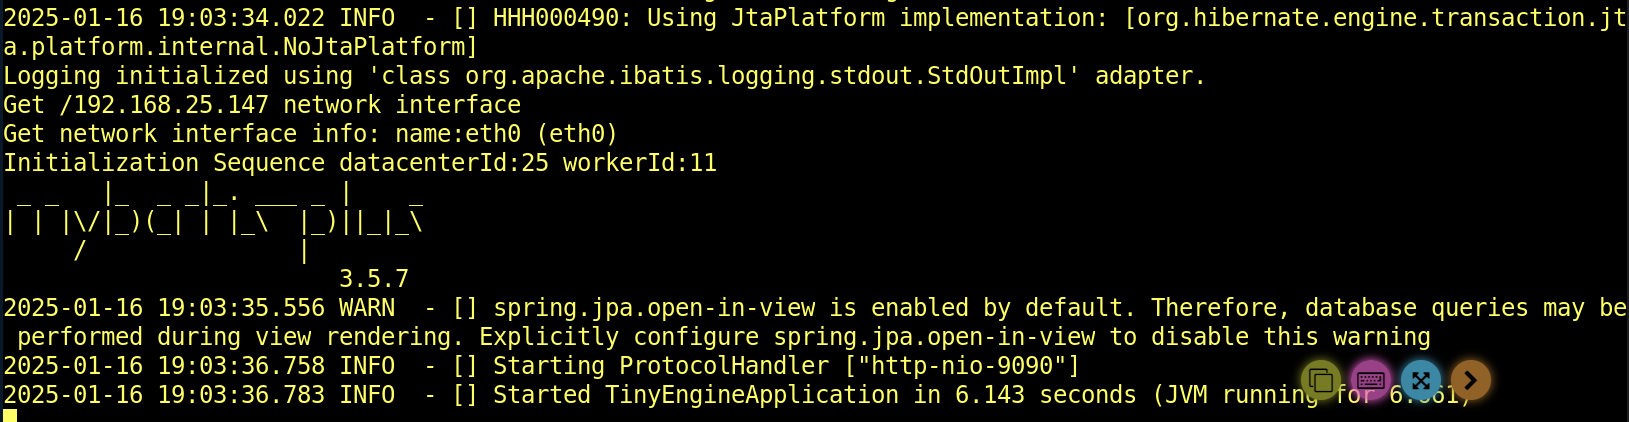 2025-01-16 19:03:34.022 INFO  - [] HHH000490: Using JtaPlatform implementation: [org.hibernate.engine.transaction.jt
a.platform.internal.NoJtaPlatform]
Logging initialized using 'class org.apache.ibatis.logging.stdout.StdOutImpl' adapter.
Get /192.168.25.147 network interface
Get network interface info: name:eth0 (eth0)
Initialization Sequence datacenterId:25 workerId:11
 _ _   |_  _ _|_. ___ _ |    _
| | |\/|_)(_| | |_\  |_)||_|_\
     /               |
                        3.5.7
2025-01-16 19:03:35.556 WARN  - [] spring.jpa.open-in-view is enabled by default. Therefore, database queries may be
 performed during view rendering. Explicitly configure spring.jpa.open-in-view to disable this warning
2025-01-16 19:03:36.758 INFO  - [] Starting ProtocolHandler ["http-nio-9090"]
2025-01-16 19:03:36.783 INFO  - [] Started TinyEngineApplication in 6.143 seconds (JVM running for